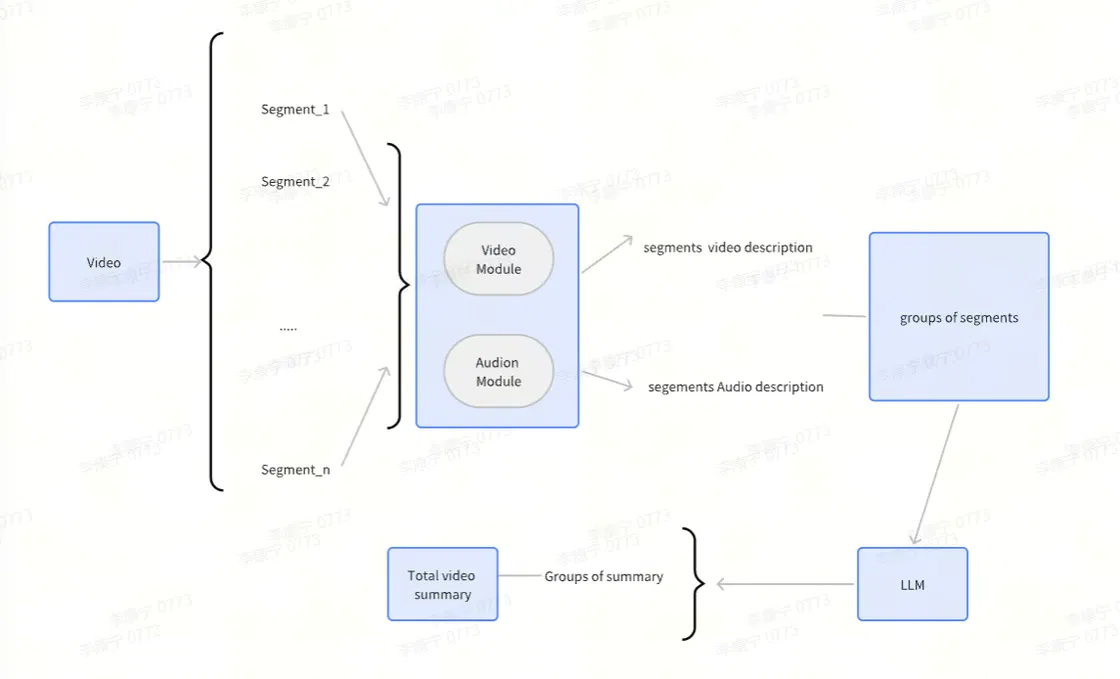 Video
Segment_1
Segment_2
.....
Segment_n
Video
Module
Audion
Module
segments  video description
segements Audio description
groups of segments
LLM
Groups of summary
Total video
summary